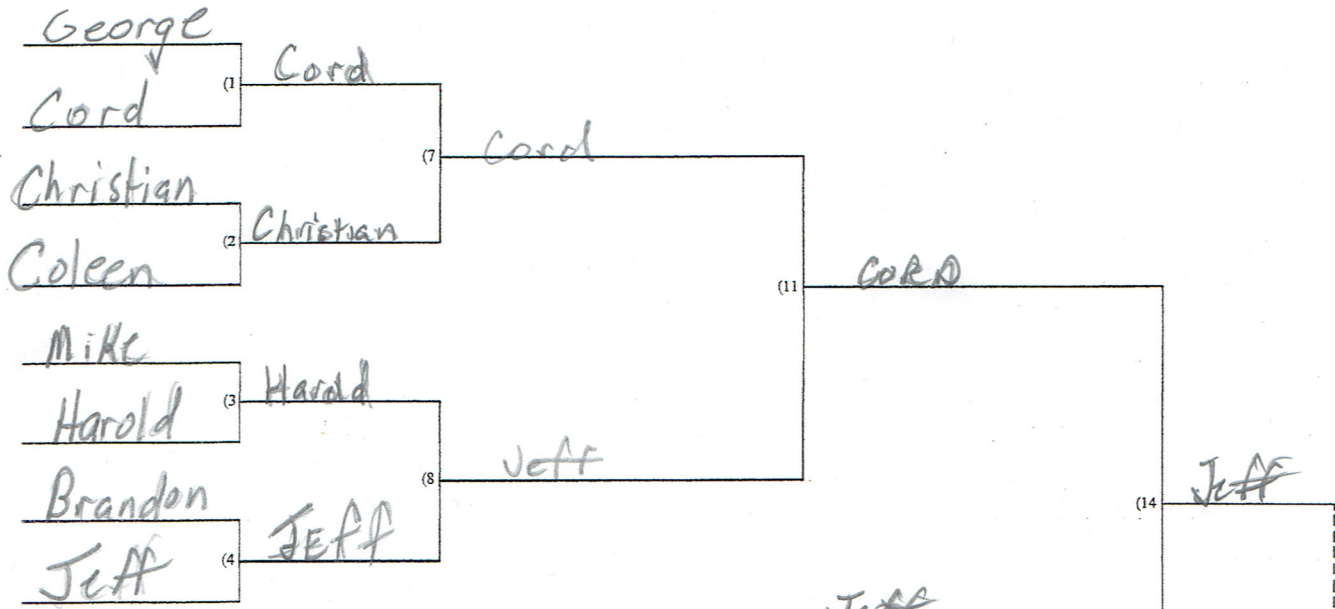 George
(1 Cord
Cord
(7 Cord
Christian
(2 Christian
Coleen
(11 CORD
Mike
(3 Harold
Harold
(8 Jeff
Brandon
(14 Jeff
(4 JEff
Jeff
Jeff